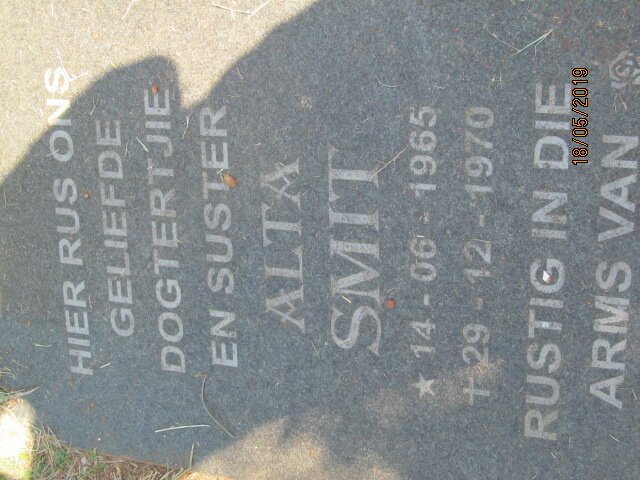 HIER RUS ONS
GELIEFDE
DOGTERTJIE
EN SUSTER
ALTA
SMIT
★ 14 - 06 - 1965
† 29 - 12 - 1970
RUSTIG IN DIE
ARMS VAN
18/05/2019